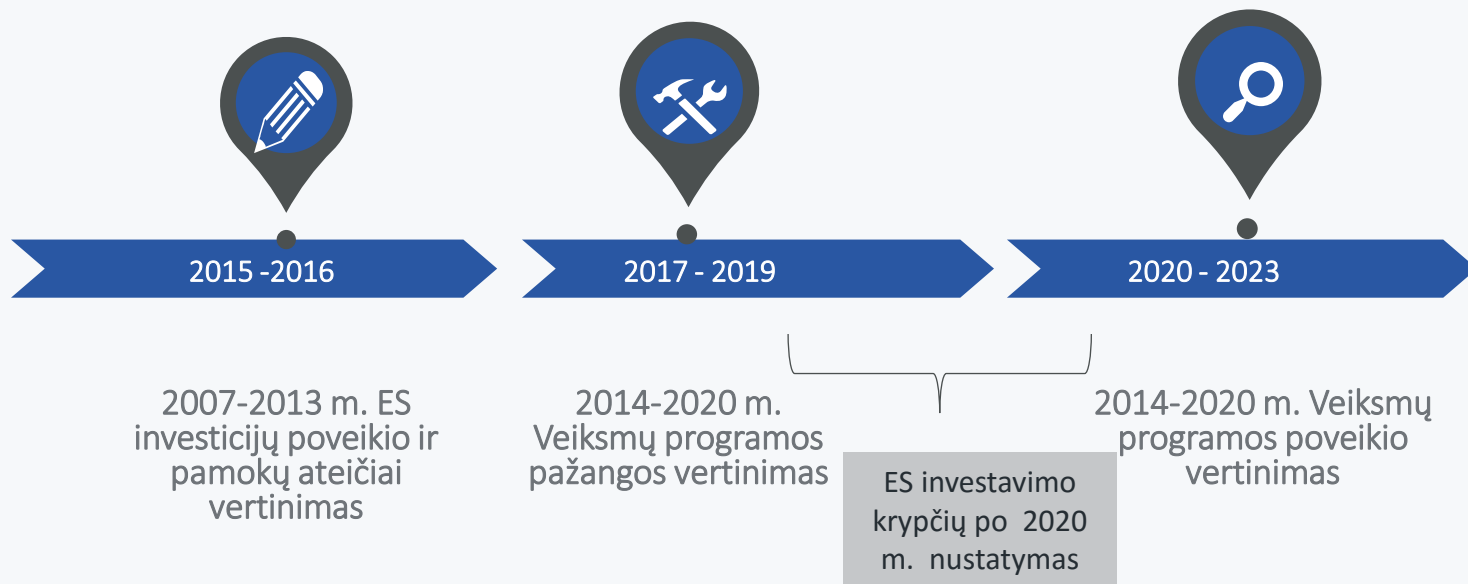 2015 -2016
2017 - 2019
2020 - 2023
2007-2013 m. ES
investicijų poveikio ir
pamokų ateičiai
vertinimas
2014-2020 m.
Veiksmų programos
pažangos vertinimas
ES investavimo
krypčių po 2020
m. nustatymas
2014-2020 m. Veiksmų
programos poveikio
vertinimas